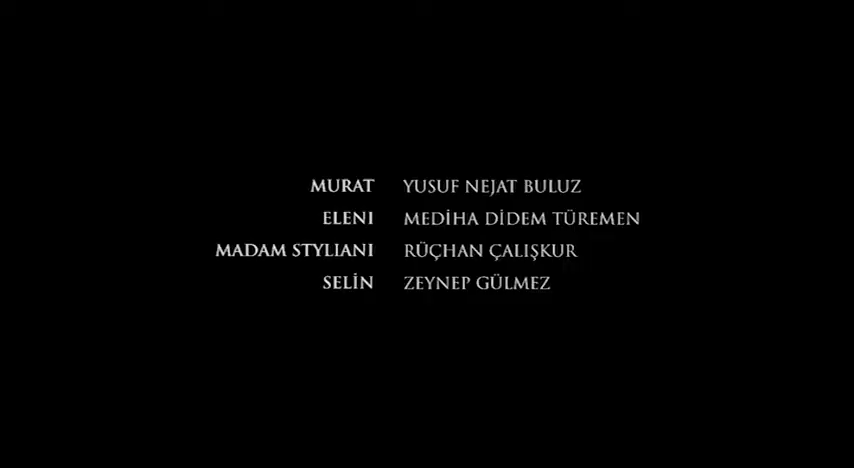 MURAT YUSUF NEJAT BULUZ
ELENI MEDİHA DİDEM TÜREMEN
MADAM STYLIANI RÜÇHAN ÇALIŞKUR
SELİN ZEYNEP GÜLMEZ